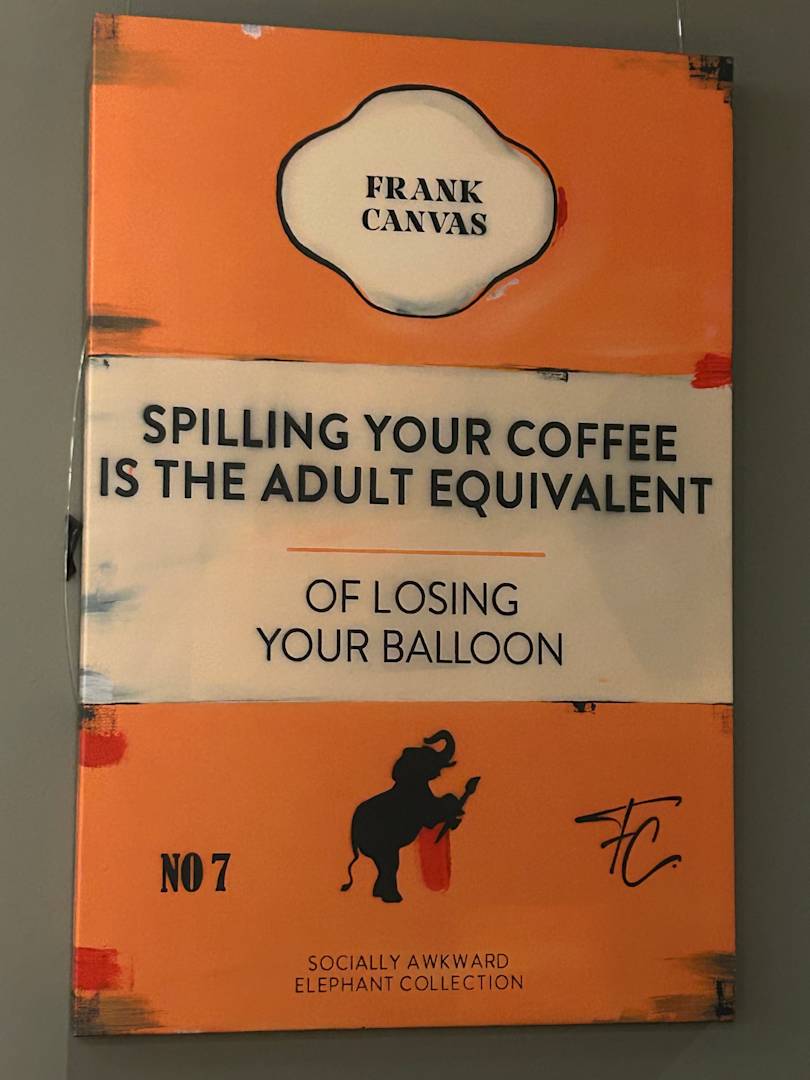 FRANK
CANVAS
SPILLING YOUR COFFEE
IS THE ADULT EQUIVALENT
OF LOSING
YOUR BALLOON
NO 7
FC.
SOCIALLY AWKWARD
ELEPHANT COLLECTION